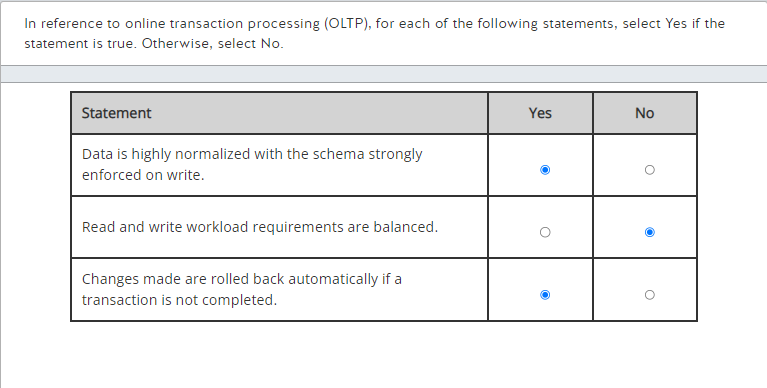 In reference to online transaction processing (OLTP), for each of the following statements, select Yes if the
statement is true. Otherwise, select No.
Statement Yes No
Data is highly normalized with the schema strongly
enforced on write.
Read and write workload requirements are balanced.
Changes made are rolled back automatically if a
transaction is not completed.